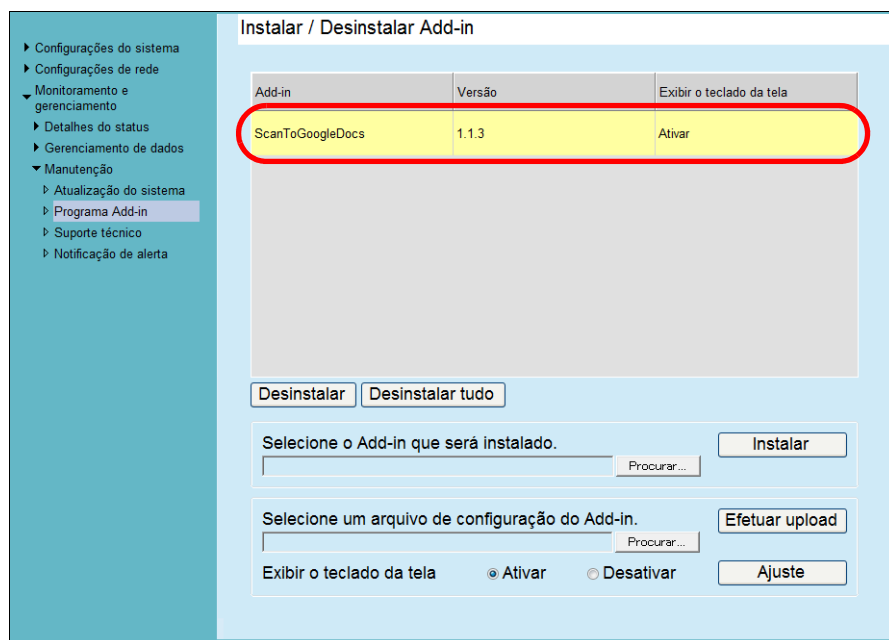 Instalar / Desinstalar Add-in
Configurações do sistema
Configurações de rede
Monitoramento e
gerenciamento
Detalhes do status
Gerenciamento de dados
Manutenção
Atualização do sistema
Programa Add-in
Suporte técnico
Notificação de alerta
Add-in Versão Exibir o teclado da tela
ScanToGoogleDocs 1.1.3 Ativar
Desinstalar Desinstalar tudo
Selecione o Add-in que será instalado. Instalar
Procurar...
Selecione um arquivo de configuração do Add-in. Efetuar upload
Procurar...
Exibir o teclado da tela Ativar Desativar Ajuste